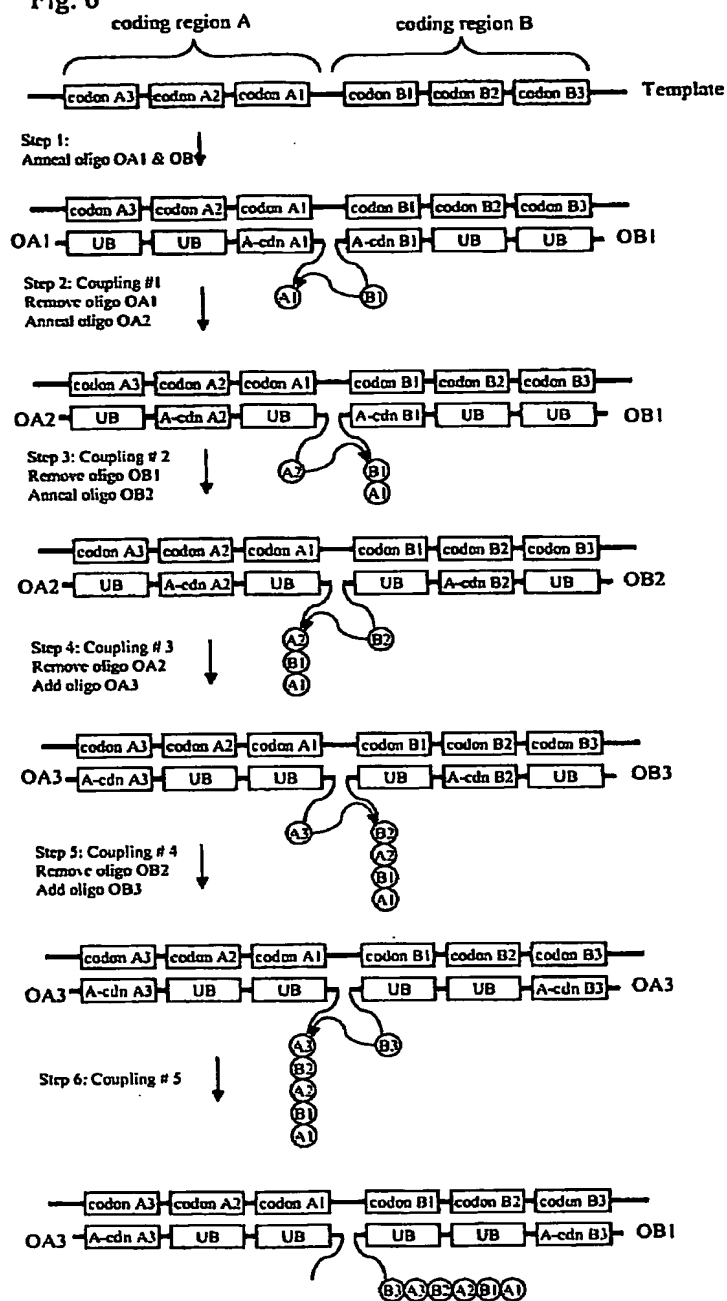 Fig. 6
coding region A coding region B
codon A3 codon A2 codon A1 codon B1 codon B2 codon B3 Template
Step 1:
Anneal oligo OA1 & OB
codon A3 codon A2 codon A1 codon B1 codon B2 codon B3
OA1 UB UB A-cdn A1 A-cdn B1 UB UB OB1
A1 B1
Step 2: Coupling #1
Remove oligo OA1
Anneal oligo OA2
codon A3 codon A2 codon A1 codon B1 codon B2 codon B3
OA2 UB A-cdn A2 UB A-cdn B1 UB UB OB1
A2 B1
A1
Step 3: Coupling # 2
Remove oligo OB1
Anneal oligo OB2
codon A3 codon A2 codon A1 codon B1 codon B2 codon B3
OA2 UB A-cdn A2 UB UB A-cdn B2 UB OB2
A2 B2
B1
A1
Step 4: Coupling # 3
Remove oligo OA2
Add oligo OA3
codon A3 codon A2 codon A1 codon B1 codon B2 codon B3
OA3 A-cdn A3 UB UB UB A-cdn B2 UB OB3
A3 B2
A2
B1
A1
Step 5: Coupling # 4
Remove oligo OB2
Add oligo OB3
codon A3 codon A2 codon A1 codon B1 codon B2 codon B3
OA3 A-cdn A3 UB UB UB UB A-cdn B3 OA3
A3 B3
B2
A2
B1
A1
Step 6: Coupling # 5
codon A3 codon A2 codon A1 codon B1 codon B2 codon B3
OA3 A-cdn A3 UB UB UB UB A-cdn B3 OB1
B3 A3 B2 A2 B1 A1